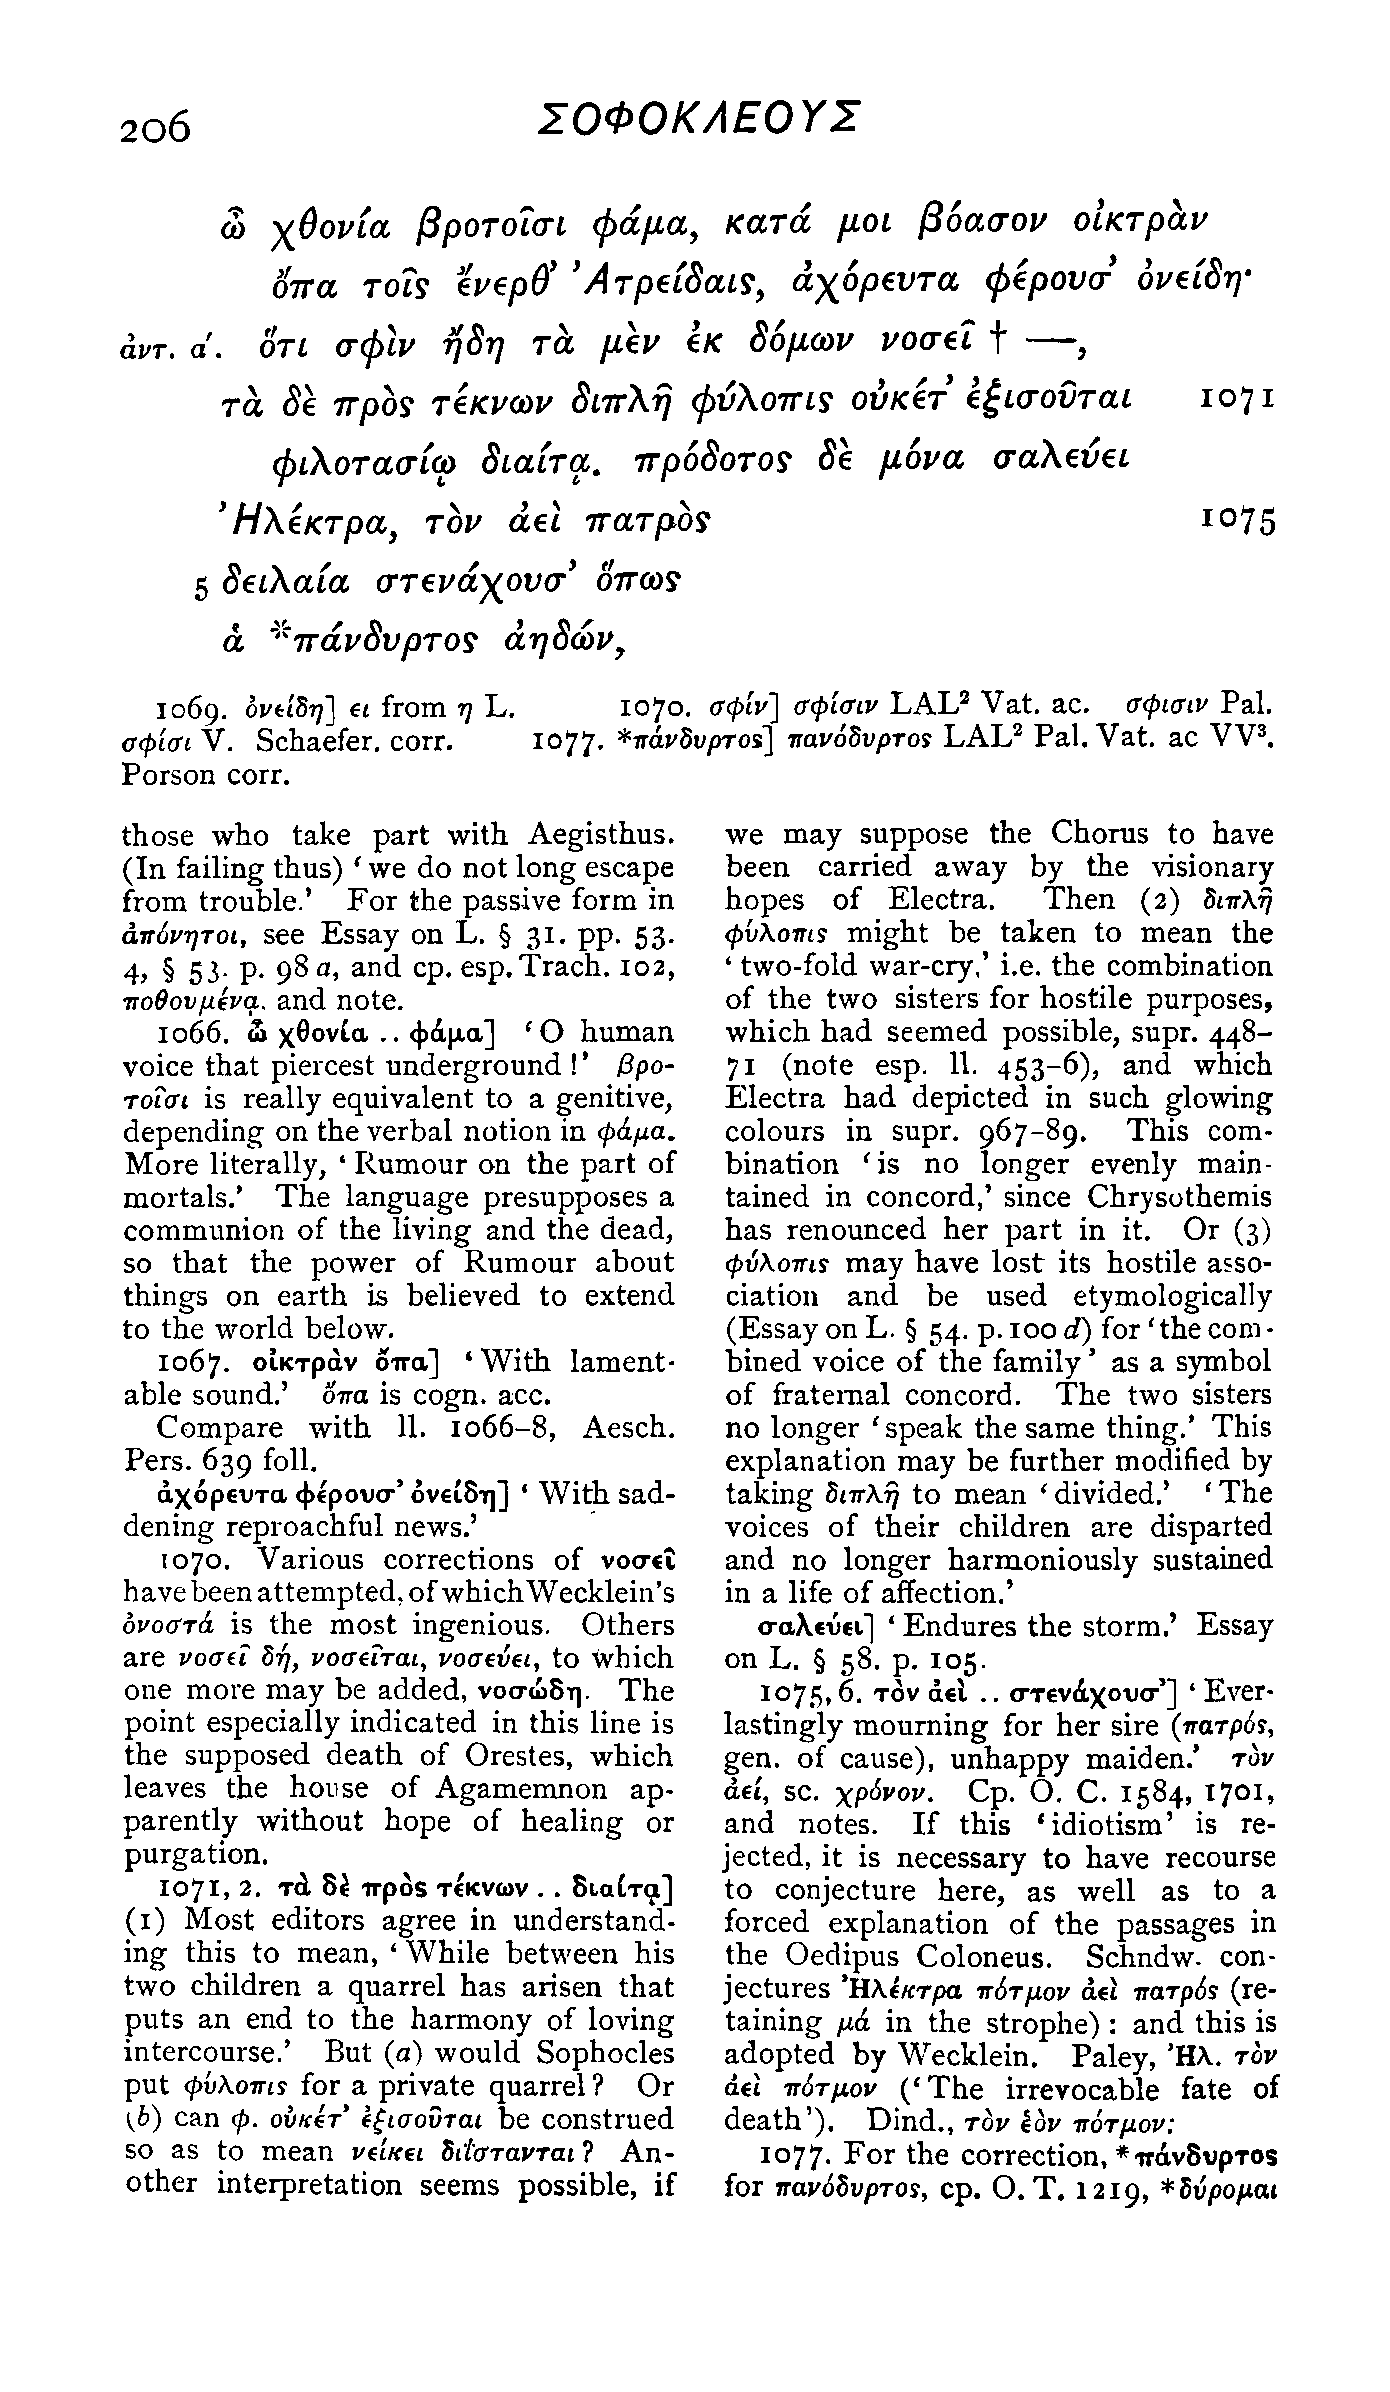 206
ΣΟΦΟΚΛΕΟΥΣ
ὦ χθονία βροτοῖσι φάμα, κατά μοι βόασον οἰκτρὰν
ὄπα τοῖς ἔνερθ’ Ἀτρείδαις, ἀχόρευτα φέρουσ’ ὀνείδη·
ἀντ. α΄. ὅτι σφὶν ἤδη τὰ μὲν ἐκ δόμων νοσεῖ † —,
τὰ δὲ πρὸς τέκνων διπλῆ φύλοπις οὐκέτ’ ἐξισοῦται 1071
φιλοτασίῳ διαίτᾳ. πρόδοτος δὲ μόνα σαλεύει
Ἠλέκτρα, τὸν ἀεὶ πατρὸς 1075
5 δειλαία στενάχουσ’ ὅπως
ἁ *πάνδυρτος ἀηδών,
1069. ὀνείδη] ει from η L. 1070. σφίν] σφίσιν LAL² Vat. ac. σφισιν Pal.
σφίσι V. Schaefer. corr. 1077. *πάνδυρτος] πανόδυρτος LAL² Pal. Vat. ac VV³.
Porson corr.
those who take part with Aegisthus.
(In failing thus) ‘we do not long escape
from trouble.’ For the passive form in
ἀπόνητοι, see Essay on L. § 31. pp. 53.
4, § 53. p. 98 a, and cp. esp. Trach. 102,
ποθουμένᾳ. and note.
1066. ὦ χθονία .. φάμα] ‘O human
voice that piercest underground!’ βρο-
τοῖσι is really equivalent to a genitive,
depending on the verbal notion in φάμα.
More literally, ‘Rumour on the part of
mortals.’ The language presupposes a
communion of the living and the dead,
so that the power of Rumour about
things on earth is believed to extend
to the world below.
1067. οἰκτρὰν ὄπα] ‘With lament-
able sound.’ ὄπα is cogn. acc.
Compare with ll. 1066–8, Aesch.
Pers. 639 foll.
ἀχόρευτα φέρουσ’ ὀνείδη] ‘With sad-
dening reproachful news.’
1070. Various corrections of νοσεῖ
have been attempted, of which Wecklein's
ὀνοστά is the most ingenious. Others
are νοσεῖ δή, νοσεῖται, νοσεύει, to which
one more may be added, νοσώδη. The
point especially indicated in this line is
the supposed death of Orestes, which
leaves the house of Agamemnon ap-
parently without hope of healing or
purgation.
1071, 2. τὰ δὲ πρὸς τέκνων .. διαίτᾳ]
(1) Most editors agree in understand-
ing this to mean, ‘While between his
two children a quarrel has arisen that
puts an end to the harmony of loving
intercourse.’ But (a) would Sophocles
put φύλοπις for a private quarrel? Or
(b) can φ. οὐκέτ’ ἐξισοῦται be construed
so as to mean νείκει διΐστανται? An-
other interpretation seems possible, if
we may suppose the Chorus to have
been carried away by the visionary
hopes of Electra. Then (2) διπλῆ
φύλοπις might be taken to mean the
‘two-fold war-cry,’ i.e. the combination
of the two sisters for hostile purposes,
which had seemed possible, supr. 448–
71 (note esp. ll. 453–6), and which
Electra had depicted in such glowing
colours in supr. 967–89. This com-
bination ‘is no longer evenly main-
tained in concord,’ since Chrysothemis
has renounced her part in it. Or (3)
φύλοπις may have lost its hostile asso-
ciation and be used etymologically
(Essay on L. § 54. p. 100 d) for ‘the com-
bined voice of the family’ as a symbol
of fraternal concord. The two sisters
no longer ‘speak the same thing.’ This
explanation may be further modified by
taking διπλῆ to mean ‘divided.’ ‘The
voices of their children are disparted
and no longer harmoniously sustained
in a life of affection.’
σαλεύει] ‘Endures the storm.’ Essay
on L. § 58. p. 105.
1075, 6. τὸν ἀεὶ .. στενάχουσ’] ‘Ever-
lastingly mourning for her sire (πατρός,
gen. of cause), unhappy maiden.’ τὸν
ἀεί, sc. χρόνον. Cp. O. C. 1584, 1701,
and notes. If this ‘idiotism’ is re-
jected, it is necessary to have recourse
to conjecture here, as well as to a
forced explanation of the passages in
the Oedipus Coloneus. Schndw. con-
jectures Ἠλέκτρα πότμον ἀεὶ πατρός (re-
taining μά in the strophe): and this is
adopted by Wecklein. Paley, Ἠλ. τὸν
ἀεὶ πότμον (‘The irrevocable fate of
death’). Dind., τὸν ἑὸν πότμον:
1077. For the correction, *πάνδυρτος
for πανόδυρτος, cp. O. T. 1219, *δύρομαι